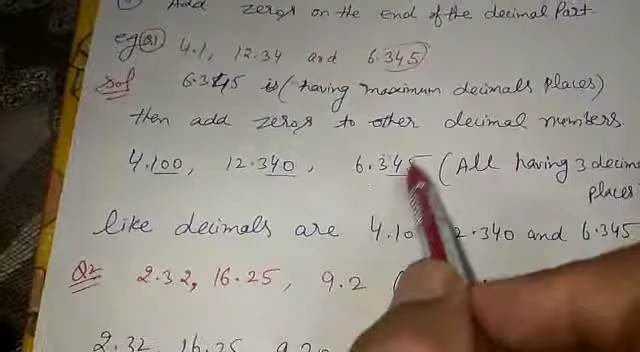 Add zeros on the end of the decimal Part.
eg (Q1) 4.1, 12.34 and 6.345
Sol 6.345 is (having maximum decimals places)
then add zeros to other decimal numbers.
4.100, 12.340, 6.345 (All having 3 decima
places
like decimals are 4.10 2.340 and 6.345
Q2 2.32, 16.25, 9.2
2.32 16.25